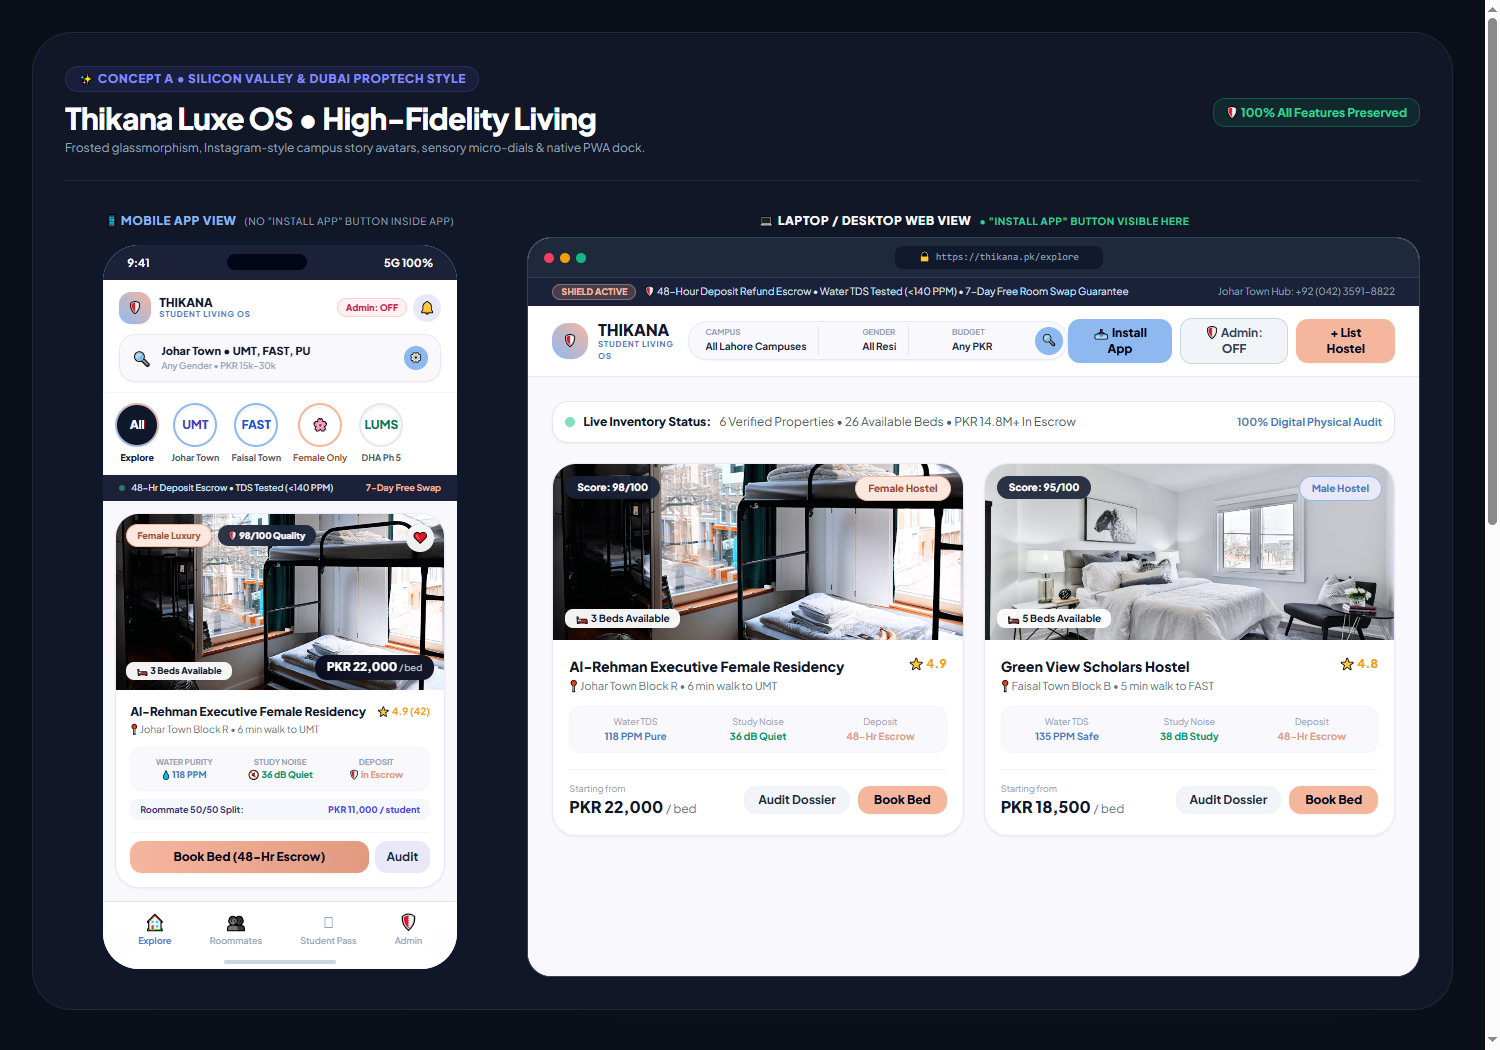 ✨ CONCEPT A ● SILICON VALLEY & DUBAI PROPTECH STYLE
Thikana Luxe OS ● High-Fidelity Living
Frosted glassmorphism, Instagram-style campus story avatars, sensory micro-dials & native PWA dock.
100% All Features Preserved
MOBILE APP VIEW (NO "INSTALL APP" BUTTON INSIDE APP)
9:41 5G 100%
THIKANA
STUDENT LIVING OS
Admin: OFF
Johar Town • UMT, FAST, PU
Any Gender • PKR 15k-30k
All UMT FAST LUMS
Explore Johar Town Faisal Town Female Only DHA Ph 5
48-Hr Deposit Escrow • TDS Tested (<140 PPM) 7-Day Free Swap
Female Luxury 98/100 Quality
3 Beds Available PKR 22,000 / bed
Al-Rehman Executive Female Residency 4.9 (42)
Johar Town Block R • 6 min walk to UMT
WATER PURITY STUDY NOISE DEPOSIT
118 PPM 36 dB Quiet In Escrow
Roommate 50/50 Split: PKR 11,000 / student
Book Bed (48-Hr Escrow) Audit
Explore Roommates Student Pass Admin
LAPTOP / DESKTOP WEB VIEW ● "INSTALL APP" BUTTON VISIBLE HERE
https://thikana.pk/explore
SHIELD ACTIVE 48-Hour Deposit Refund Escrow • Water TDS Tested (<140 PPM) • 7-Day Free Room Swap Guarantee Johar Town Hub: +92 (042) 3591-8822
THIKANA
STUDENT LIVING
OS
CAMPUS GENDER BUDGET
All Lahore Campuses All Resi Any PKR
Install
App
Admin:
OFF
+ List
Hostel
Live Inventory Status: 6 Verified Properties • 26 Available Beds • PKR 14.8M+ In Escrow 100% Digital Physical Audit
Score: 98/100 Female Hostel
3 Beds Available
Al-Rehman Executive Female Residency 4.9
Johar Town Block R • 6 min walk to UMT
Water TDS Study Noise Deposit
118 PPM Pure 36 dB Quiet 48-Hr Escrow
Starting from
PKR 22,000 / bed Audit Dossier Book Bed
Score: 95/100 Male Hostel
5 Beds Available
Green View Scholars Hostel 4.8
Faisal Town Block B • 5 min walk to FAST
Water TDS Study Noise Deposit
135 PPM Safe 38 dB Study 48-Hr Escrow
Starting from
PKR 18,500 / bed Audit Dossier Book Bed